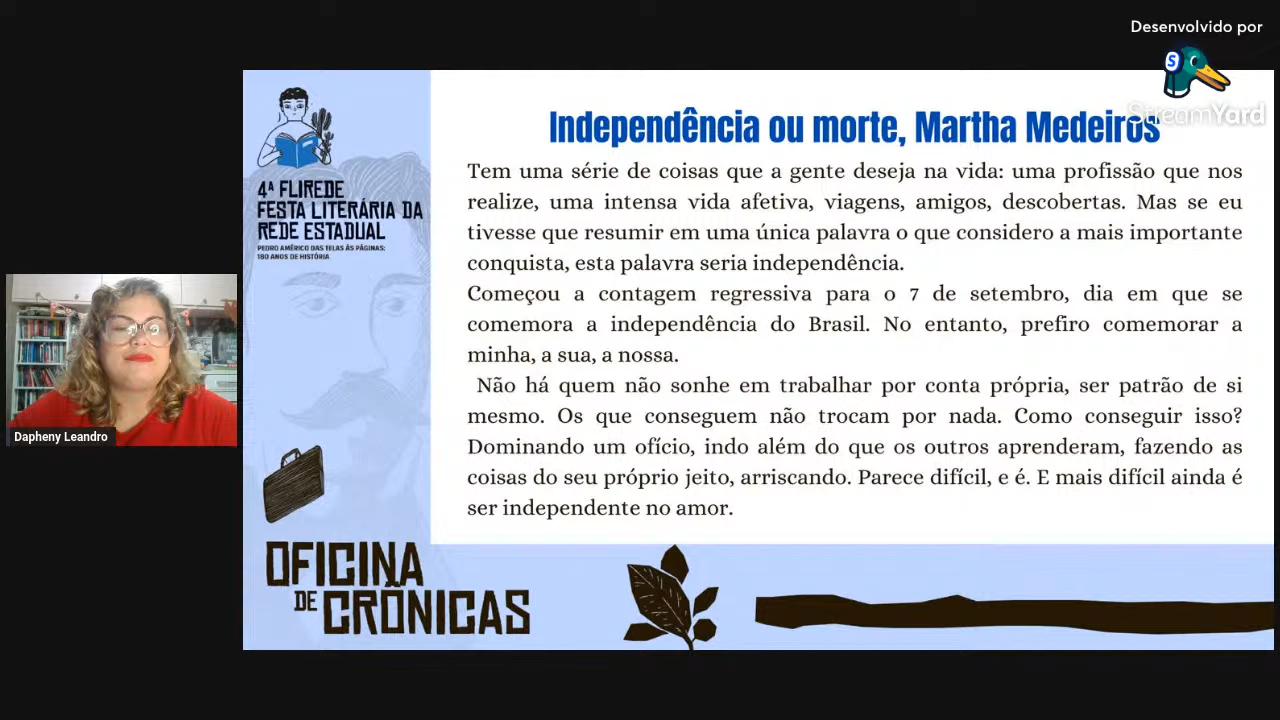 Desenvolvido por
StreamYard
4ª FLIREDE
FESTA LITERÁRIA DA
REDE ESTADUAL
PEDRO AMÉRICO DAS TELAS ÀS PÁGINAS:
180 ANOS DE HISTÓRIA
Independência ou morte, Martha Medeiros
Tem uma série de coisas que a gente deseja na vida: uma profissão que nos
realize, uma intensa vida afetiva, viagens, amigos, descobertas. Mas se eu
tivesse que resumir em uma única palavra o que considero a mais importante
conquista, esta palavra seria independência.
Começou a contagem regressiva para o 7 de setembro, dia em que se
comemora a independência do Brasil. No entanto, prefiro comemorar a
minha, a sua, a nossa.
Não há quem não sonhe em trabalhar por conta própria, ser patrão de si
mesmo. Os que conseguem não trocam por nada. Como conseguir isso?
Dominando um ofício, indo além do que os outros aprenderam, fazendo as
coisas do seu próprio jeito, arriscando. Parece difícil, e é. E mais difícil ainda é
ser independente no amor.
Dapheny Leandro
OFICINA
DE CRÔNICAS